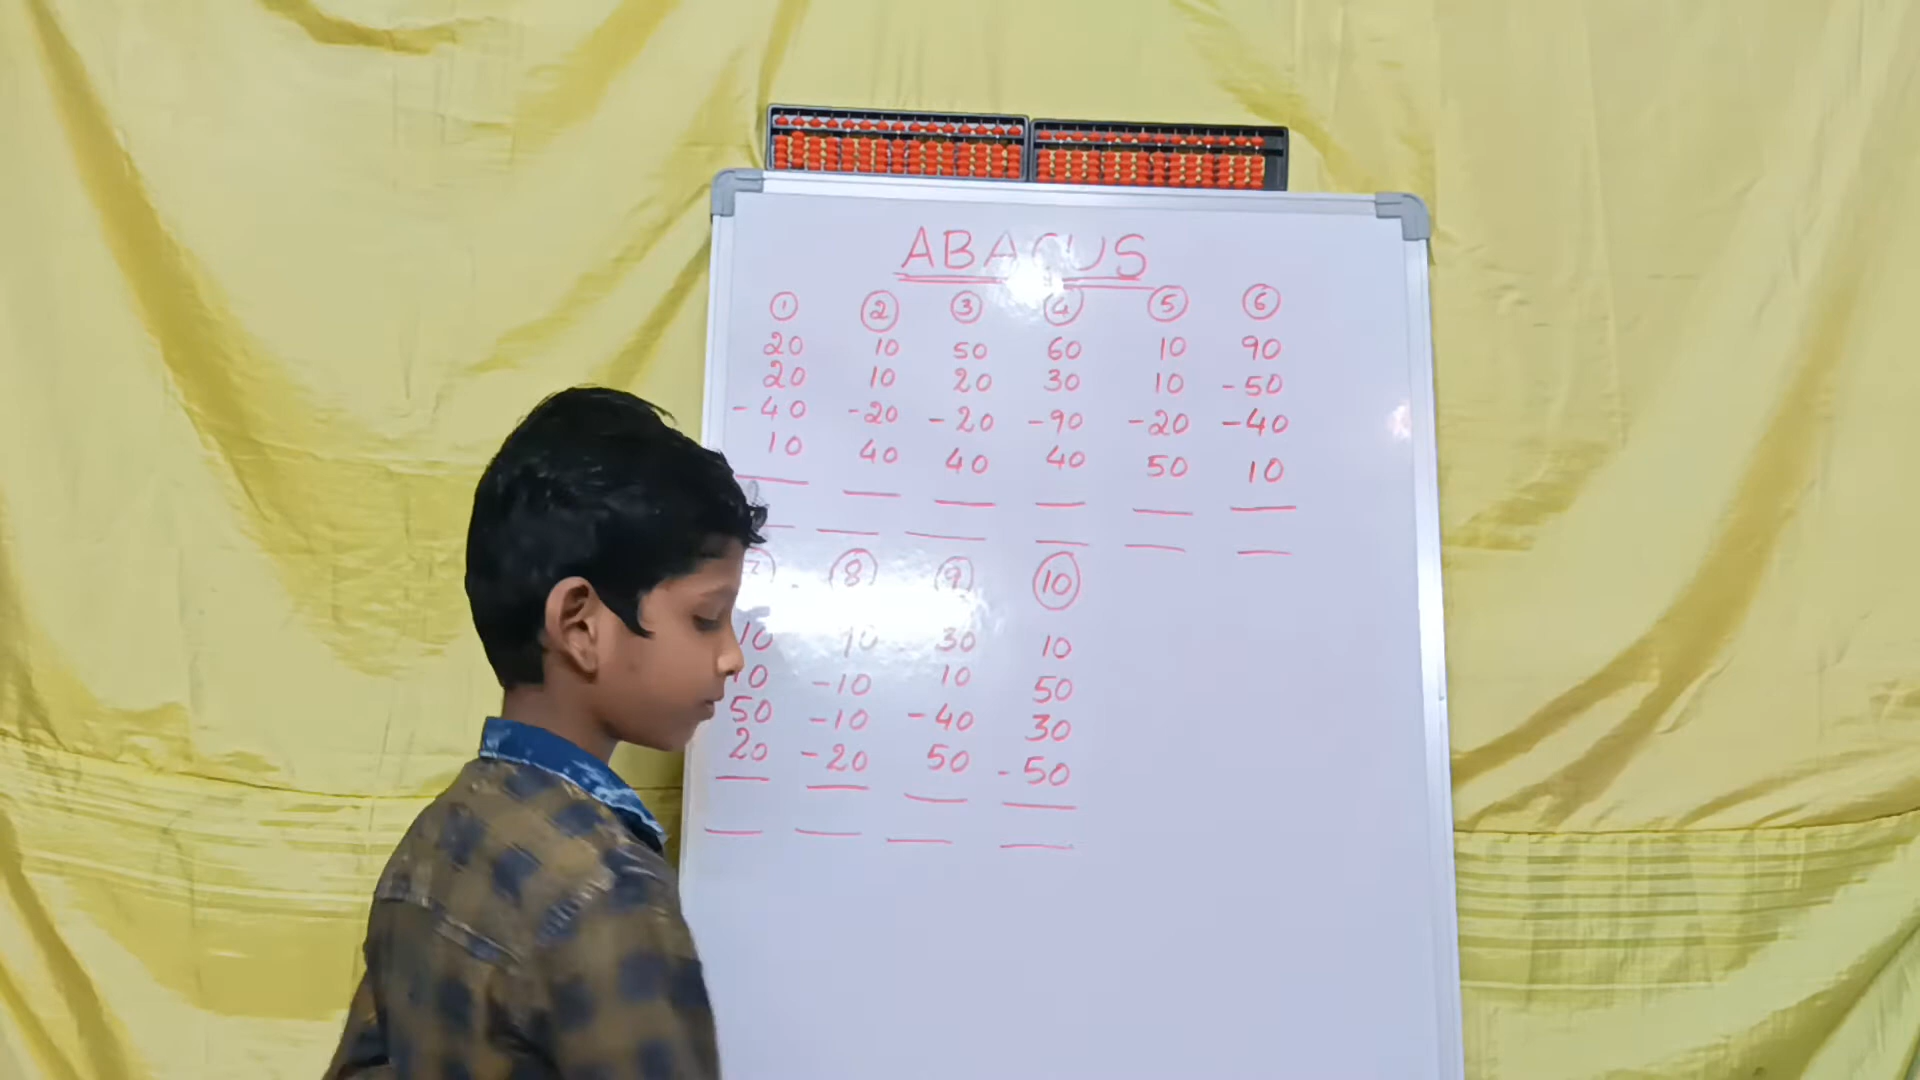 ABACUS
1 2 3 4 5 6
20 10 50 60 10 90
20 10 20 30 10 -50
-40 -20 -20 -90 -20 -40
10 40 40 40 50 10
8 9 10
10 30 10
10 -10 10 50
50 -10 -40 30
20 -20 50 -50